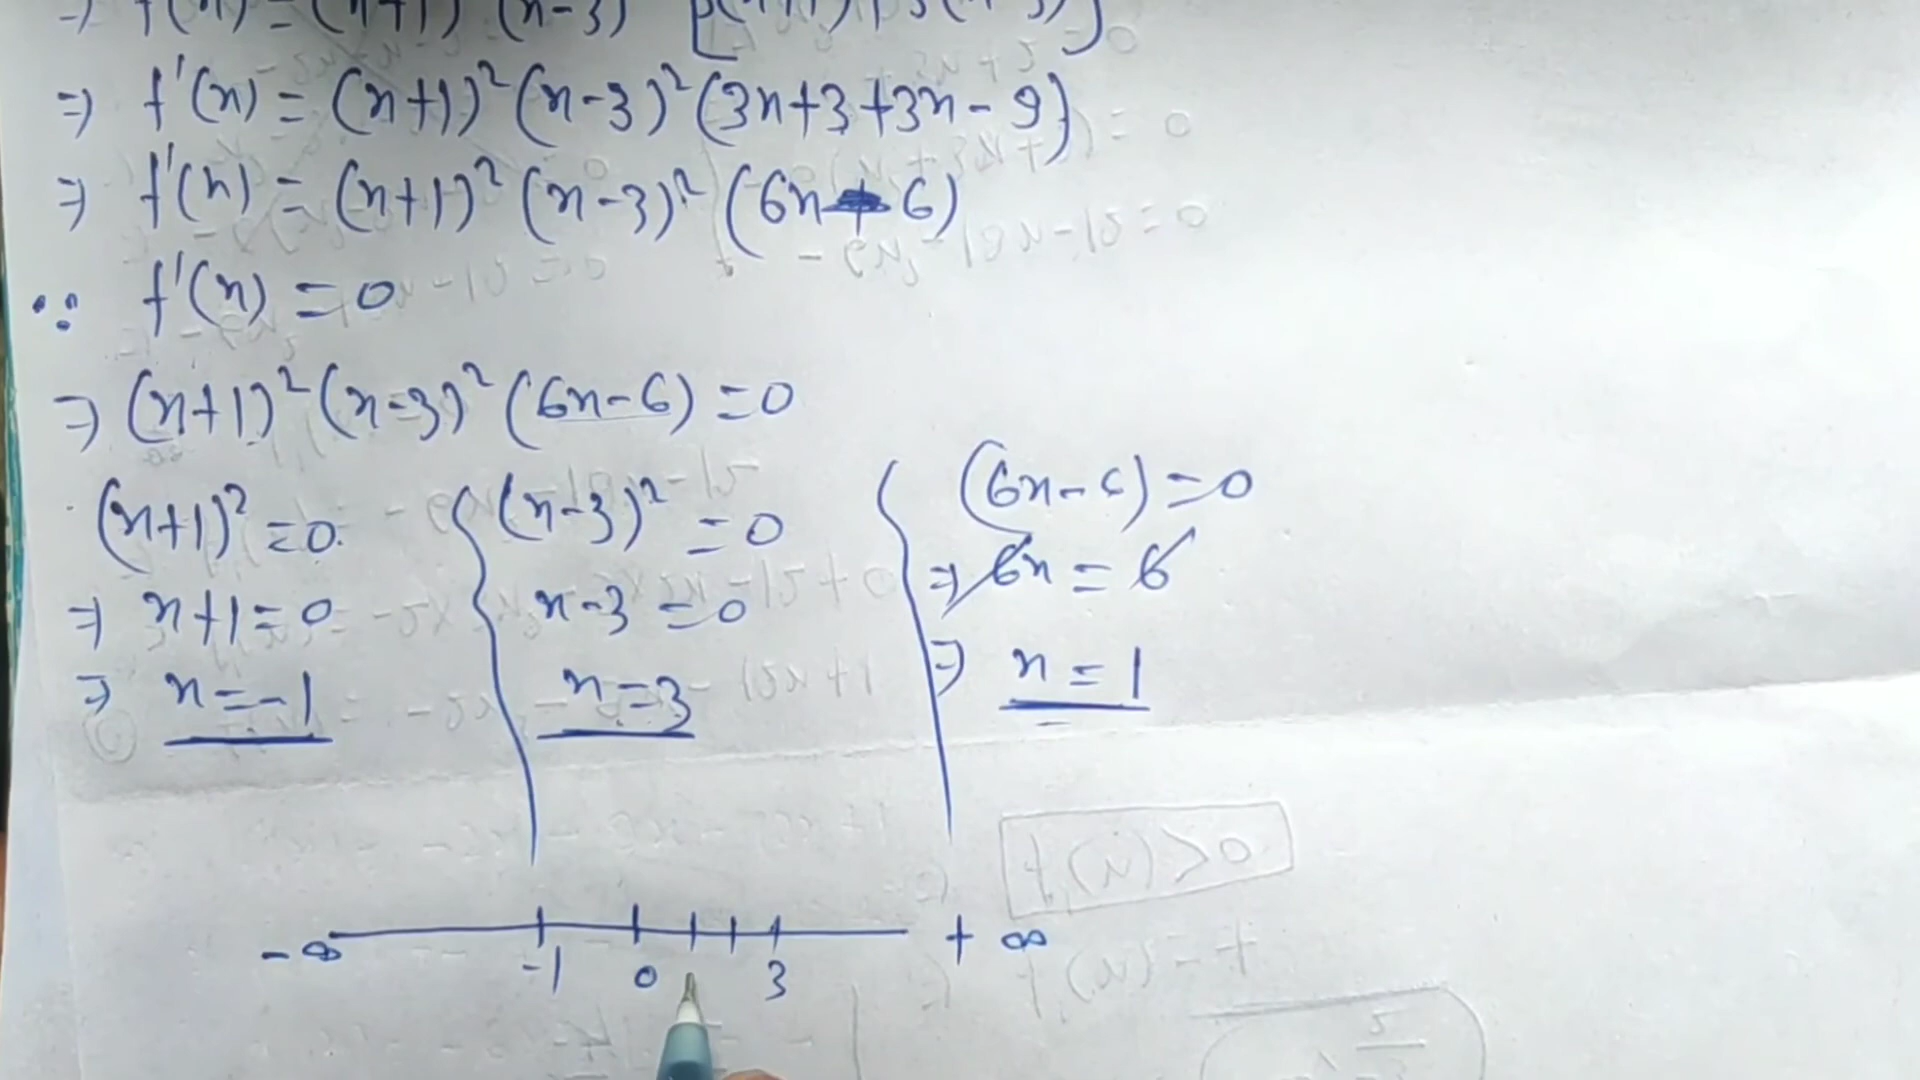 ⇒ f'(x) = (x+1)²(x-3)²(3x+3+3x-9)
⇒ f'(x) = (x+1)²(x-3)²(6x-6)
∵ f'(x) = 0
⇒ (x+1)²(x-3)²(6x-6) = 0
(x+1)² = 0
⇒ x+1 = 0
⇒ x = -1
(x-3)² = 0
x-3 = 0
x = 3
(6x-6) = 0
⇒ 6x = 6
⇒ x = 1
-∞ -1 0 3 +∞